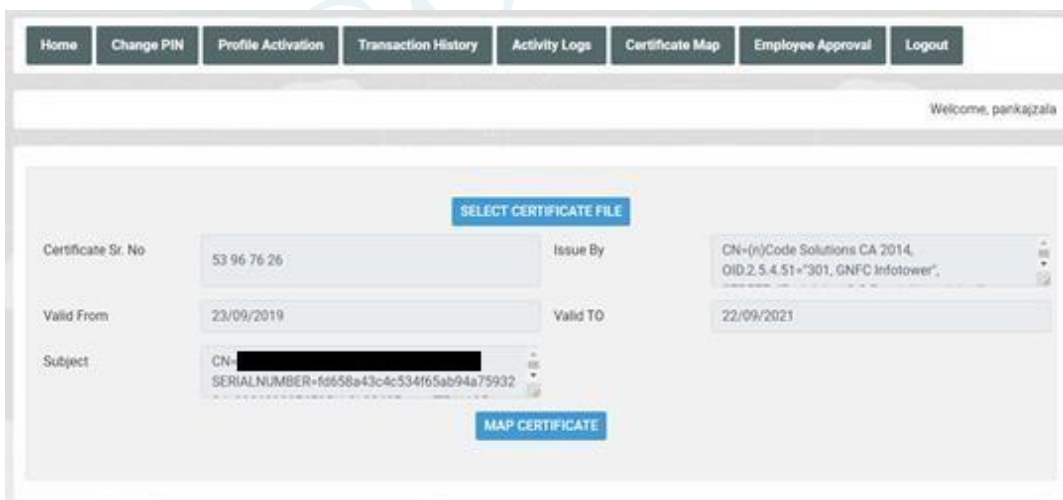 Home Change PIN Profile Activation Transaction History Activity Logs Certificate Map Employee Approval Logout
Welcome, pankajzala
SELECT CERTIFICATE FILE
Certificate Sr. No
53 96 76 26
Issue By
CN=(n)Code Solutions CA 2014,
OID.2.5.4.51="301, GNFC Infotower",
Valid From
23/09/2019
Valid TO
22/09/2021
Subject
CN=
SERIALNUMBER=fd658a43c4c534f65ab94a75932
MAP CERTIFICATE